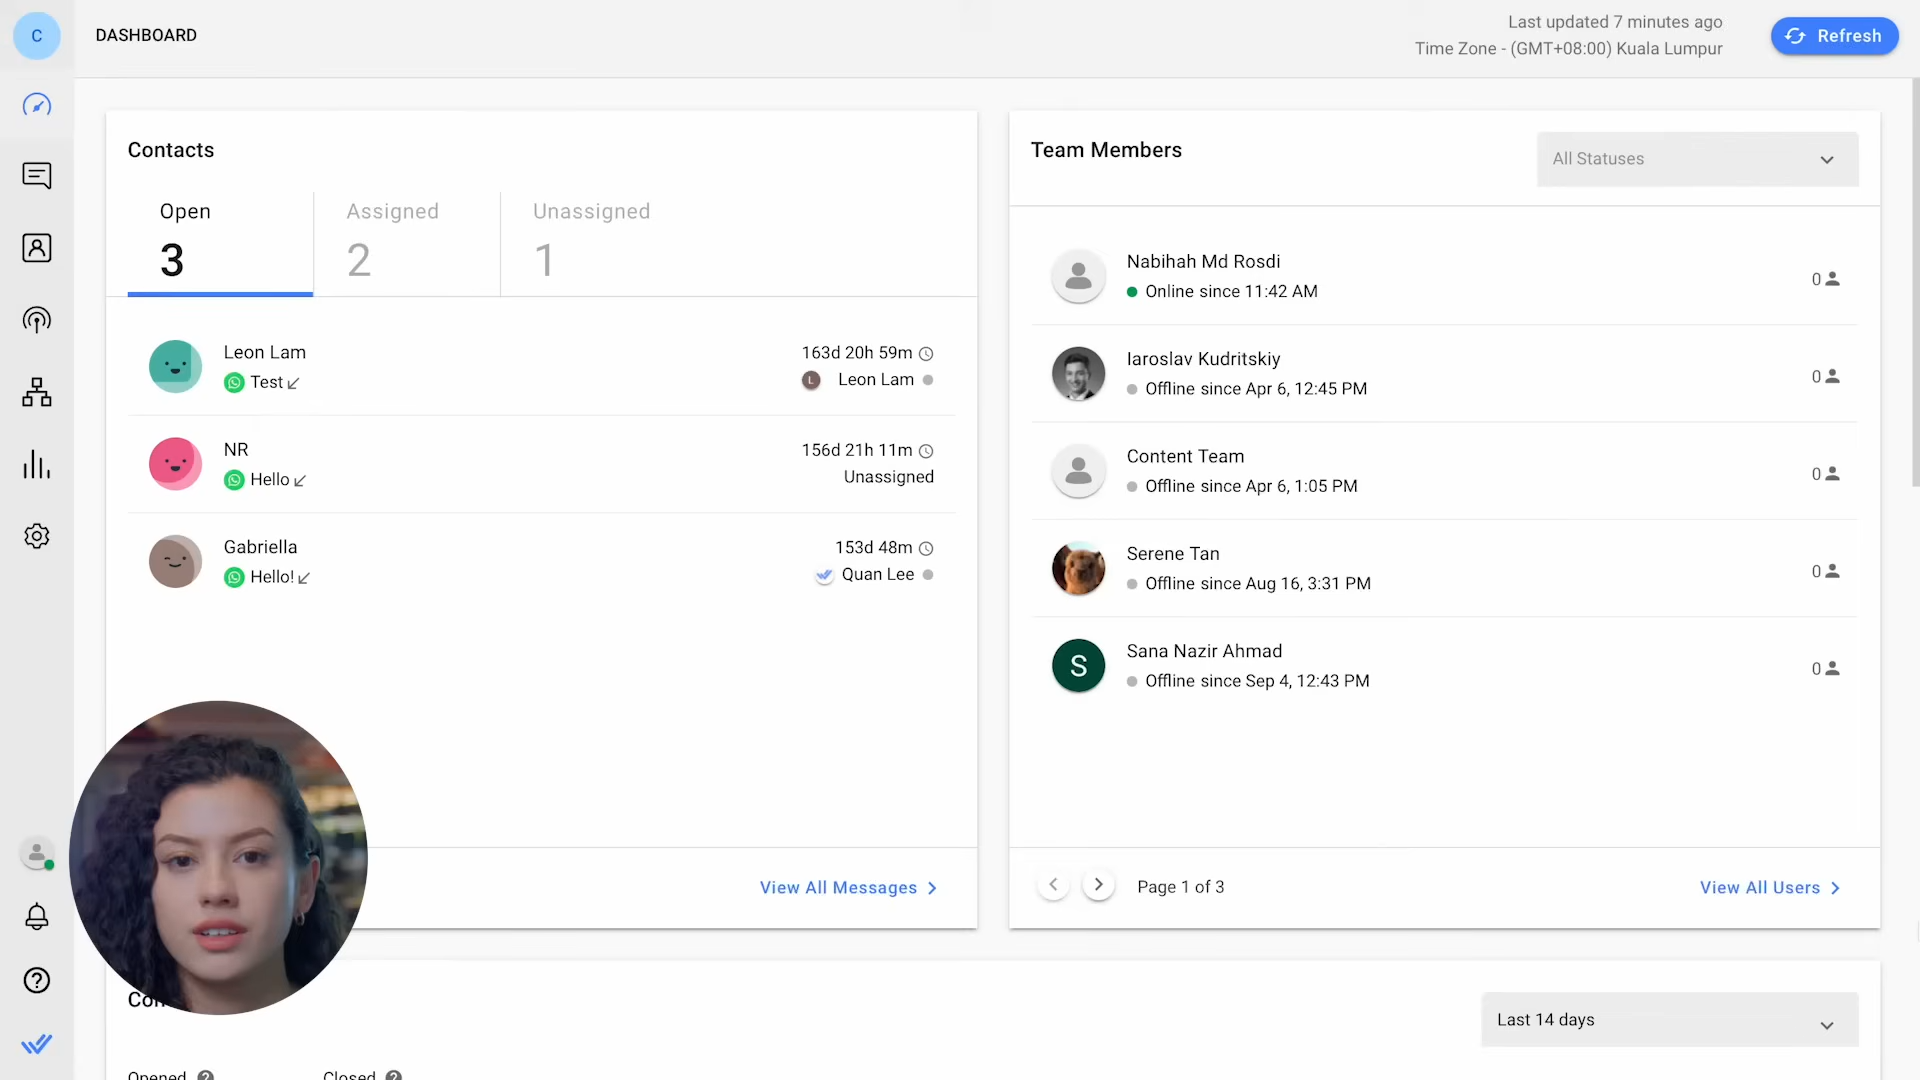 C
DASHBOARD
Last updated 7 minutes ago
Time Zone - (GMT+08:00) Kuala Lumpur
Refresh
Contacts
Open
3
Assigned
2
Unassigned
1
Leon Lam
Test
163d 20h 59m
L
Leon Lam
NR
Hello
156d 21h 11m
Unassigned
Gabriella
Hello!
153d 48m
Quan Lee
View All Messages
Team Members
All Statuses
Nabihah Md Rosdi
Online since 11:42 AM
0
Iaroslav Kudritskiy
Offline since Apr 6, 12:45 PM
0
Content Team
Offline since Apr 6, 1:05 PM
0
Serene Tan
Offline since Aug 16, 3:31 PM
0
S
Sana Nazir Ahmad
Offline since Sep 4, 12:43 PM
0
Page 1 of 3
View All Users
Last 14 days
Opened
Closed